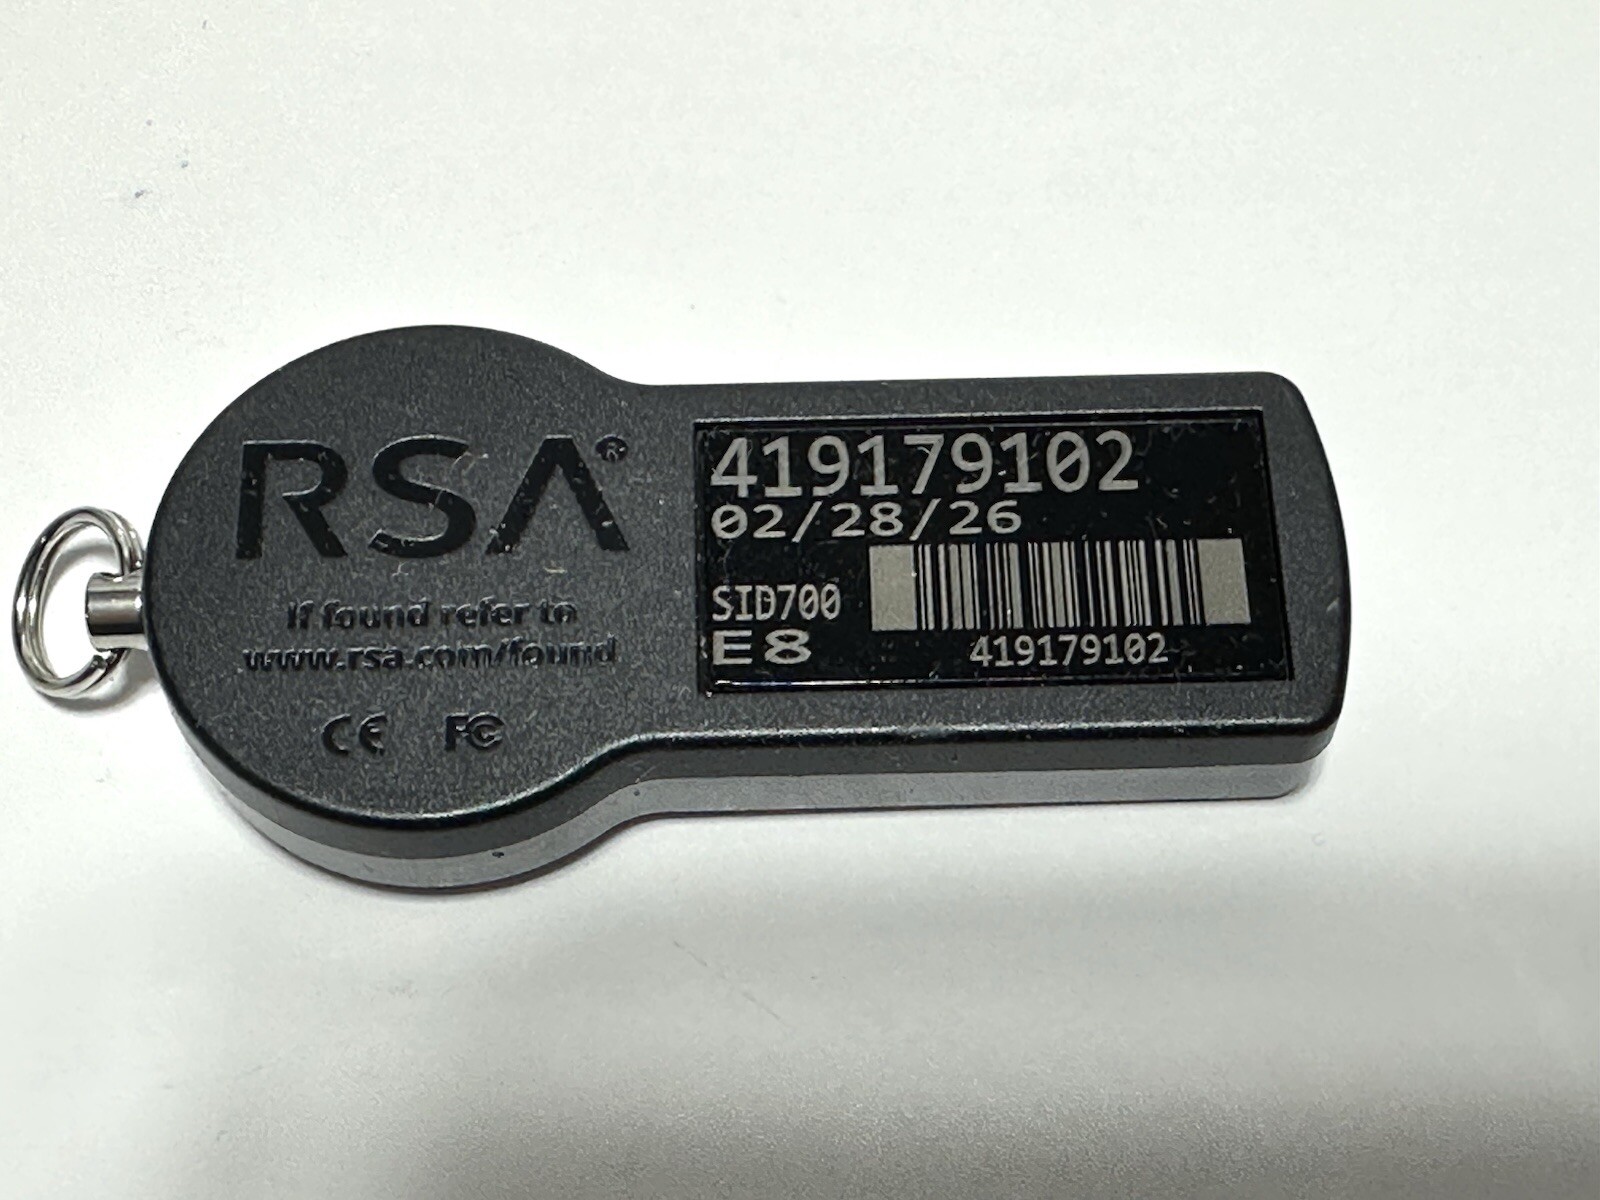 RSA®
If found refer to
www.rsa.com/found
CE FC
419179102
02/28/26
SID700
E8
419179102